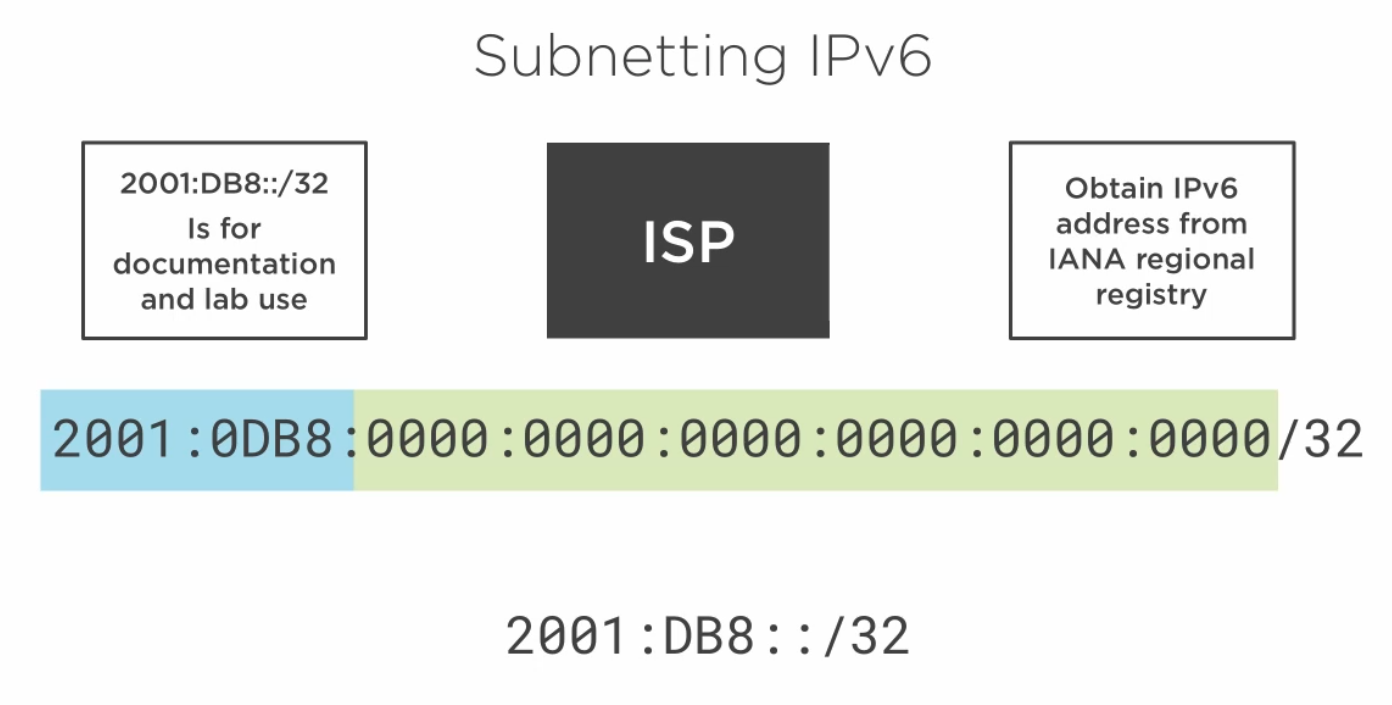 Subnetting IPv6
2001:DB8::/32
Is for
documentation
and lab use
ISP
Obtain IPv6
address from
IANA regional
registry
2001:0DB8:0000:0000:0000:0000:0000:0000/32
2001:DB8::/32